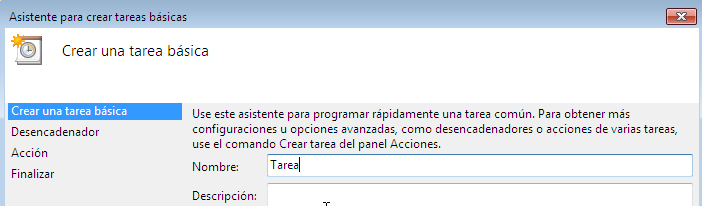 Asistente para crear tareas básicas
Crear una tarea básica
Crear una tarea básica
Desencadenador
Acción
Finalizar
Use este asistente para programar rápidamente una tarea común. Para obtener más
configuraciones u opciones avanzadas, como desencadenadores o acciones de varias tareas,
use el comando Crear tarea del panel Acciones.
Nombre: Tarea
Descripción: